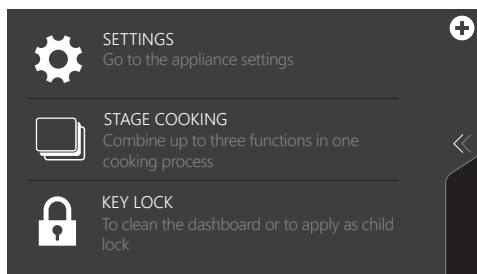 SETTINGS
Go to the appliance settings
STAGE COOKING
Combine up to three functions in one
cooking process
KEY LOCK
To clean the dashboard or to apply as child
lock